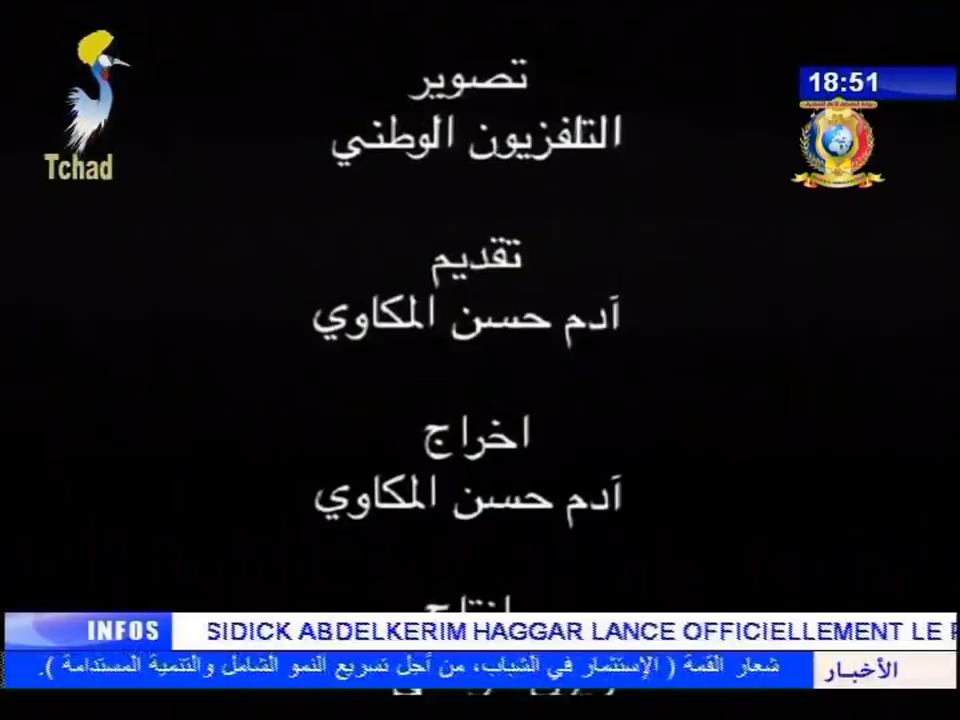 تصوير
18:51
التلفزيون الوطني
Tchad
تقديم
آدم حسن المكاوي
اخراج
آدم حسن المكاوي
INFOS
SIDICK ABDELKERIM HAGGAR LANCE OFFICIELLEMENT LE
شعار القمة ( الإستثمار في الشباب، من أجل تسريع النمو الشامل والتنمية المستدامة ).
الأخبـار